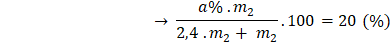 → a% . m₂ / (2,4 . m₂ + m₂) . 100 = 20 (%)